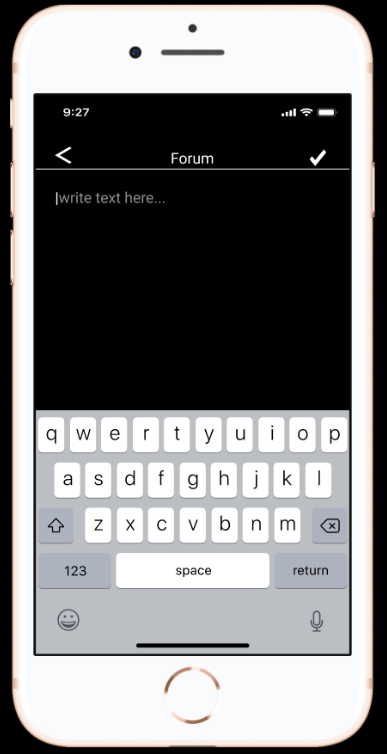 9:27
Forum
write text here...
q w e r t y u i o p
a s d f g h j k l
z x c v b n m
123 space return